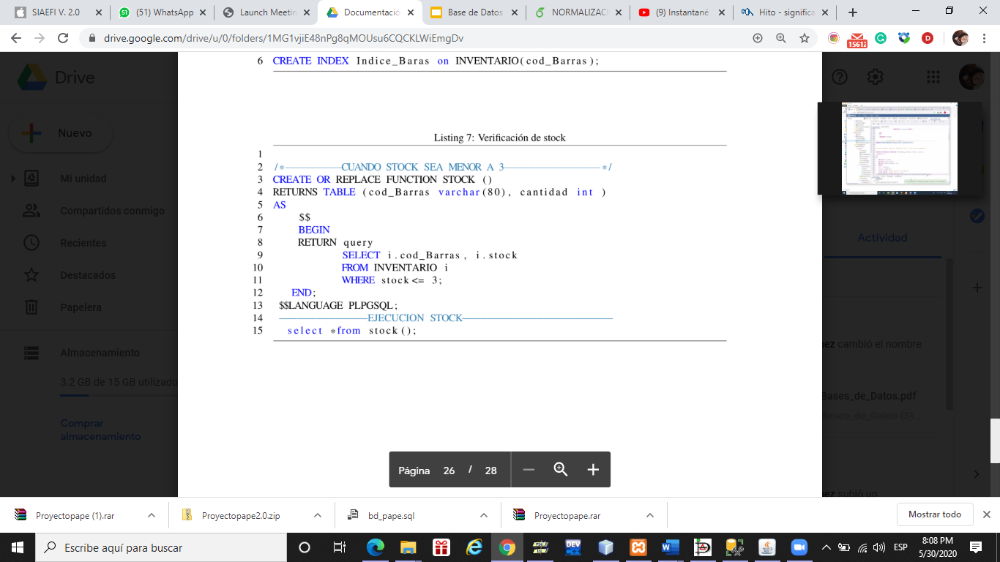 SIAEFI V. 2.0
(51) WhatsApp
Launch Meetin
Documentació
Base de Datos
NORMALIZAC
(9) Instantané
Hito - significa
drive.google.com/drive/u/0/folders/1MG1vjiE48nPg8qMOUsu6CQCKLWiEmgDv
15612
Drive
Nuevo
Mi unidad
Compartidos conmigo
Recientes
Destacados
Papelera
Almacenamiento
3.2 GB de 15 GB utilizado
Comprar
almacenamiento
6 CREATE INDEX Indice_Baras on INVENTARIO(cod_Barras);
Listing 7: Verificación de stock
1
2 /*————CUANDO STOCK SEA MENOR A 3————————*/
3 CREATE OR REPLACE FUNCTION STOCK ()
4 RETURNS TABLE (cod_Barras varchar(80), cantidad int )
5 AS
6 $$
7 BEGIN
8 RETURN query
9 SELECT i.cod_Barras, i.stock
10 FROM INVENTARIO i
11 WHERE stock<= 3;
12 END;
13 $$LANGUAGE PLPGSQL;
14 ————————EJECUCION STOCK————————————
15 select *from stock();
Actividad
ez cambió el nombre
Bases_de_Datos.pdf
Bases_de_Datos (3)...
ez subió un
Página 26 / 28
Proyectopape (1).rar
Proyectopape2.0.zip
bd_pape.sql
Proyectopape.rar
Mostrar todo
Escribe aquí para buscar
DEV
ESP
8:08 PM
5/30/2020